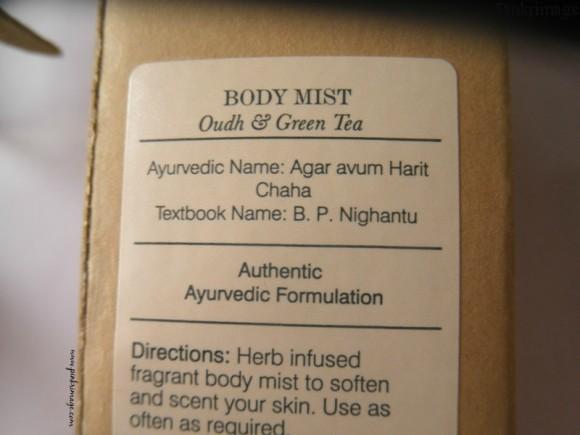 BODY MIST
Oudh & Green Tea
Ayurvedic Name: Agar avum Harit
Chaha
Textbook Name: B. P. Nighantu
Authentic
Ayurvedic Formulation
Directions: Herb infused
fragrant body mist to soften
and scent your skin. Use as
often as required.